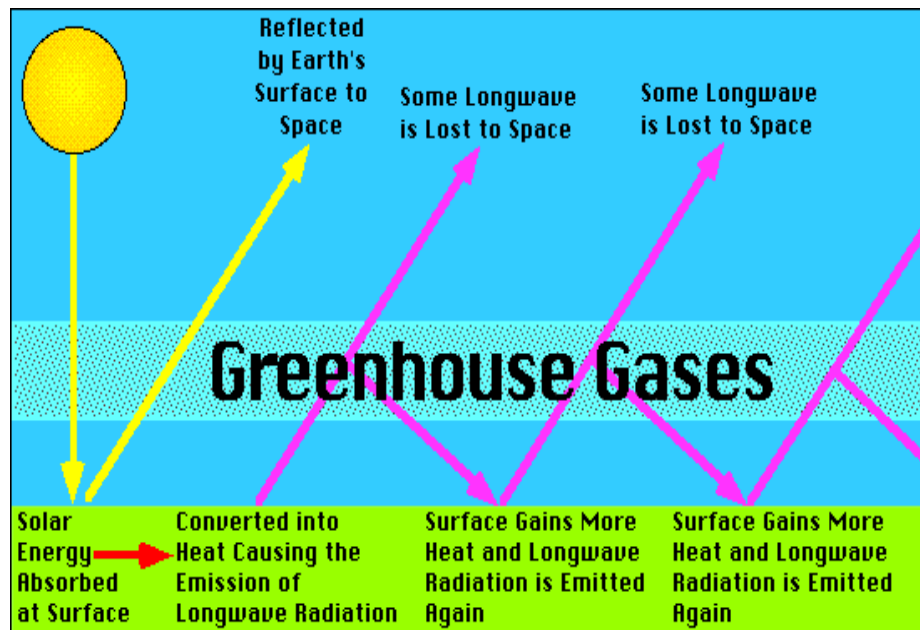 Reflected
by Earth's
Surface to
Space
Some Longwave
is Lost to Space
Some Longwave
is Lost to Space
Greenhouse Gases
Solar
Energy
Absorbed
at Surface
Converted into
Heat Causing the
Emission of
Longwave Radiation
Surface Gains More
Heat and Longwave
Radiation is Emitted
Again
Surface Gains More
Heat and Longwave
Radiation is Emitted
Again